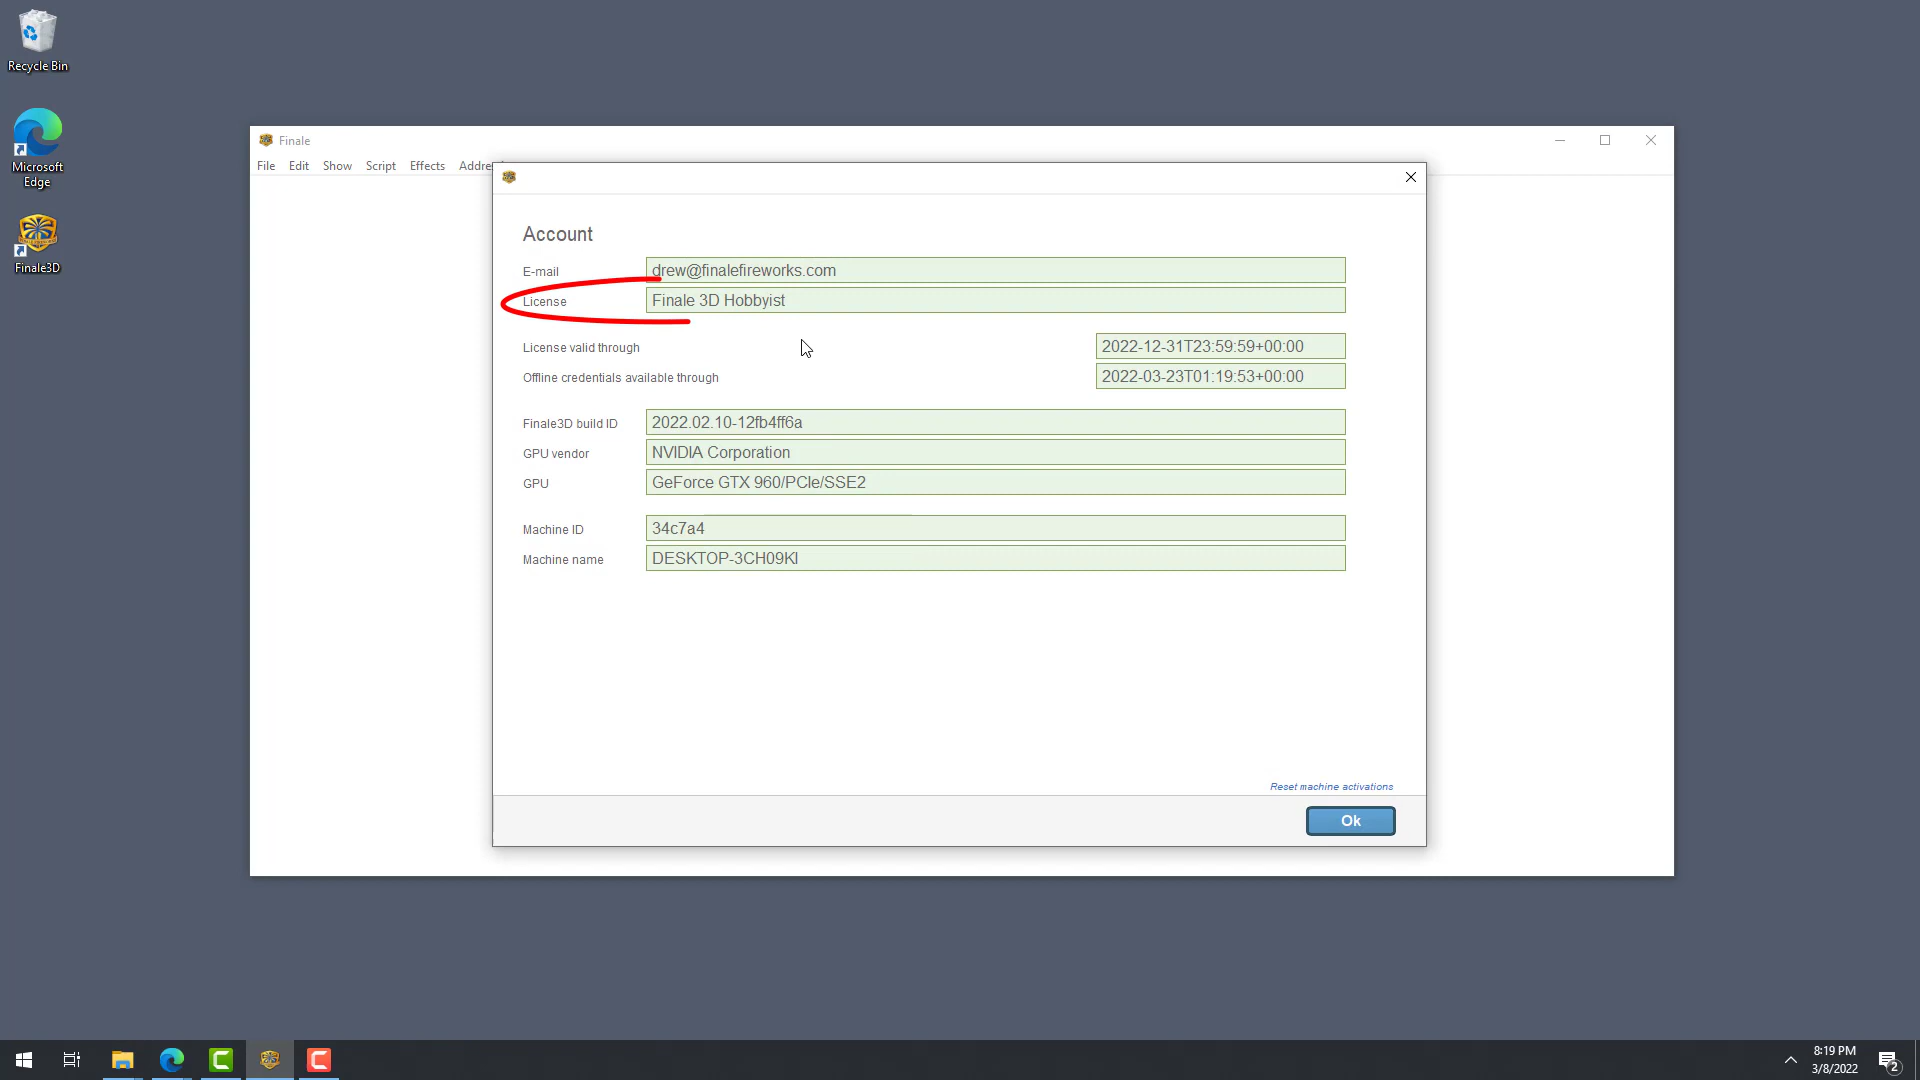 Recycle Bin
Microsoft
Edge
Finale3D
Finale
File Edit Show Script Effects Addre
Account
E-mail drew@finalefireworks.com
License Finale 3D Hobbyist
License valid through 2022-12-31T23:59:59+00:00
Offline credentials available through 2022-03-23T01:19:53+00:00
Finale3D build ID 2022.02.10-12fb4ff6a
GPU vendor NVIDIA Corporation
GPU GeForce GTX 960/PCIe/SSE2
Machine ID 34c7a4
Machine name DESKTOP-3CH09KI
Reset machine activations
Ok
8:19 PM
3/8/2022
2